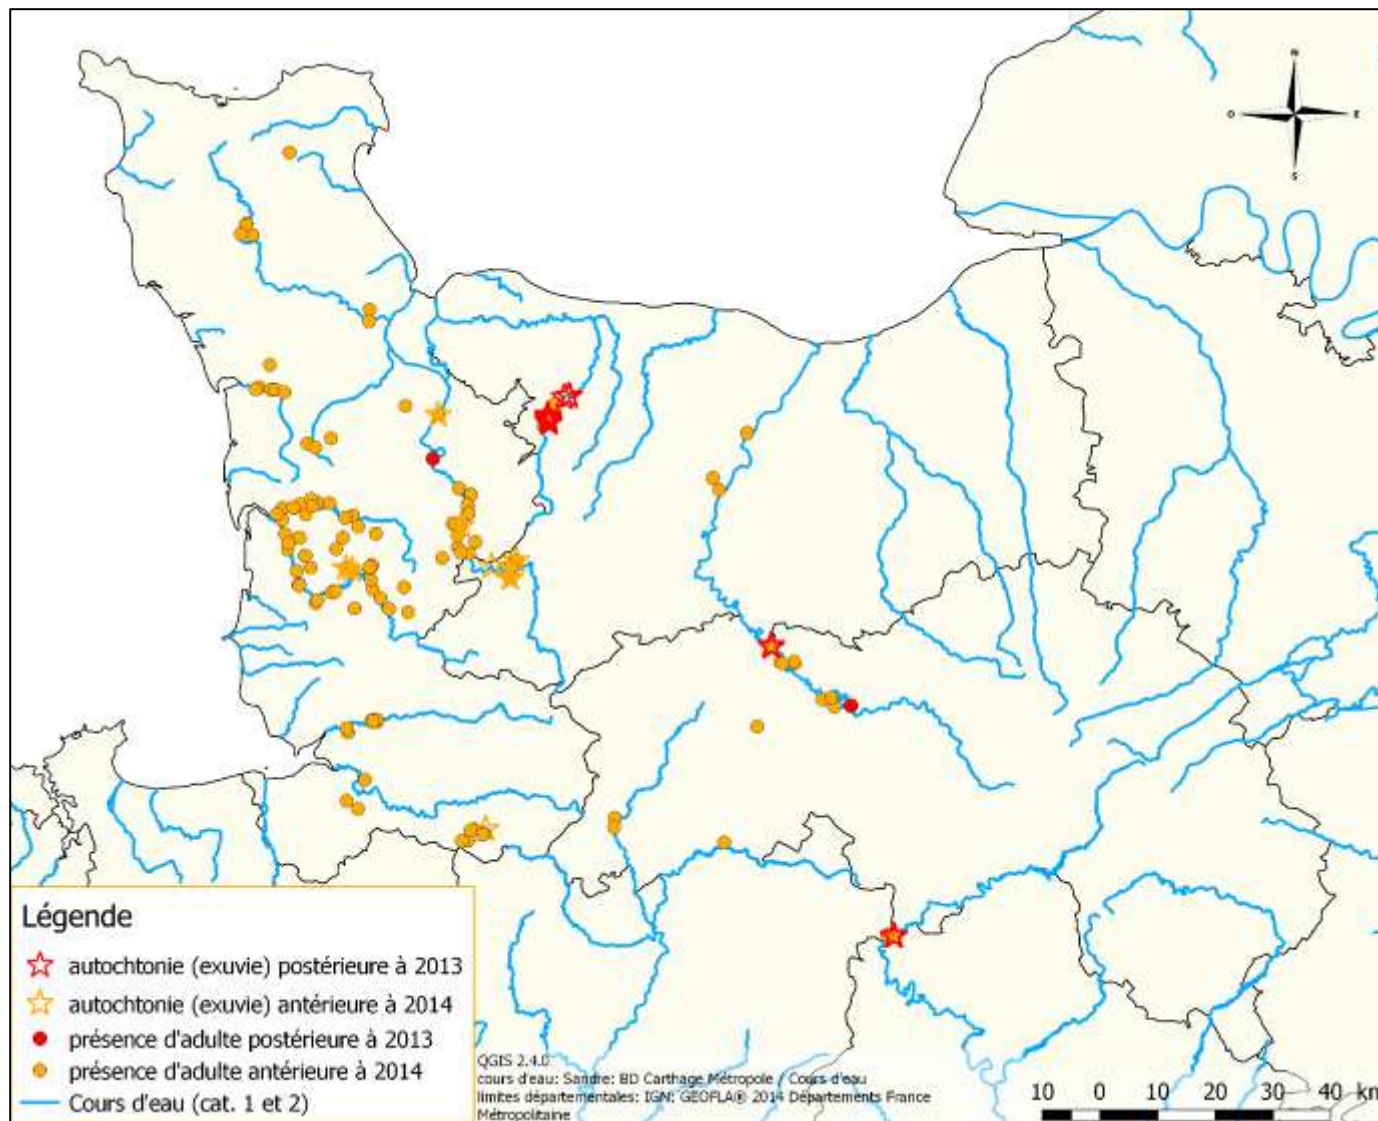 N
O
E
S
Légende
autochtonie (exuvie) postérieure à 2013
autochtonie (exuvie) antérieure à 2014
présence d'adulte postérieure à 2013
présence d'adulte antérieure à 2014
Cours d'eau (cat. 1 et 2)
QGIS 2.4.0
cours d'eau: Sandre: BD Carthage Métropole / Cours d'eau
limites départementales: IGN: GEOFLA® 2014 Départements France
Métropolitaine
10 0 10 20 30 40 km